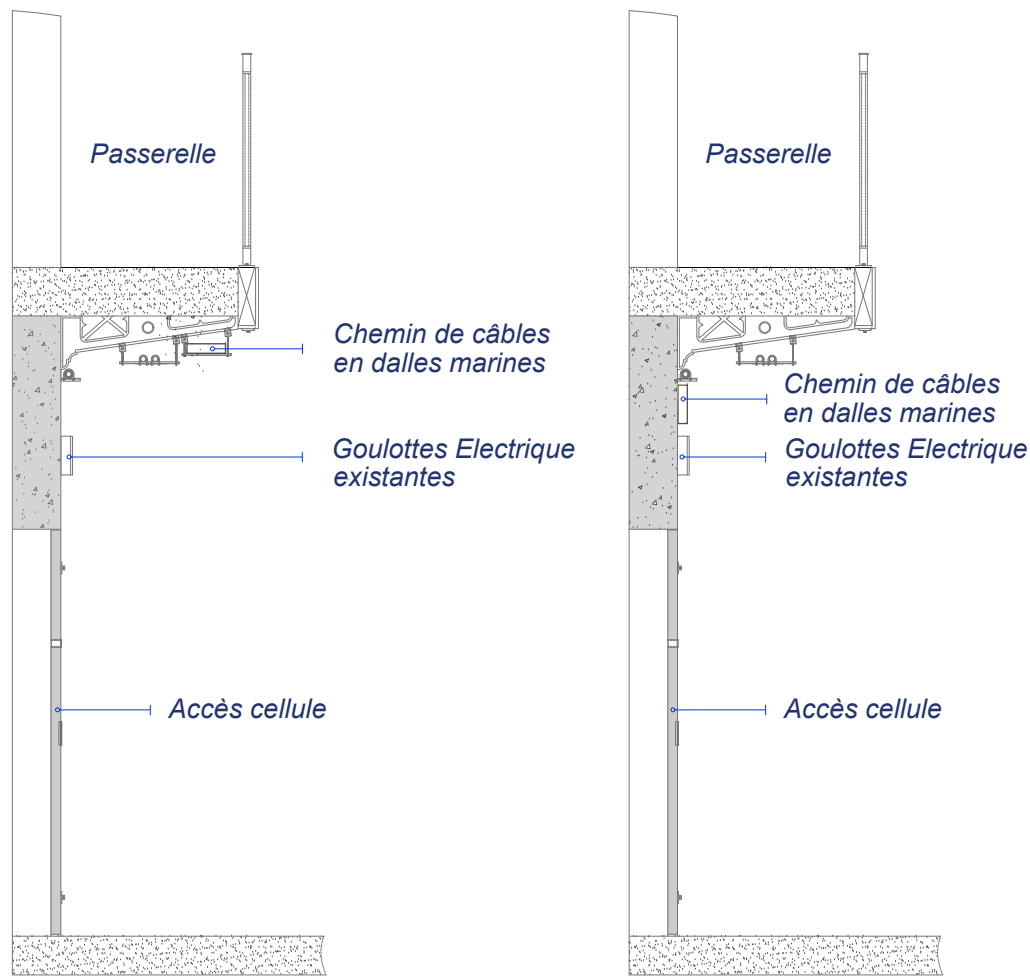 Passerelle
Chemin de câbles
en dalles marines
Goulottes Electrique
existantes
Accès cellule
Passerelle
Chemin de câbles
en dalles marines
Goulottes Electrique
existantes
Accès cellule